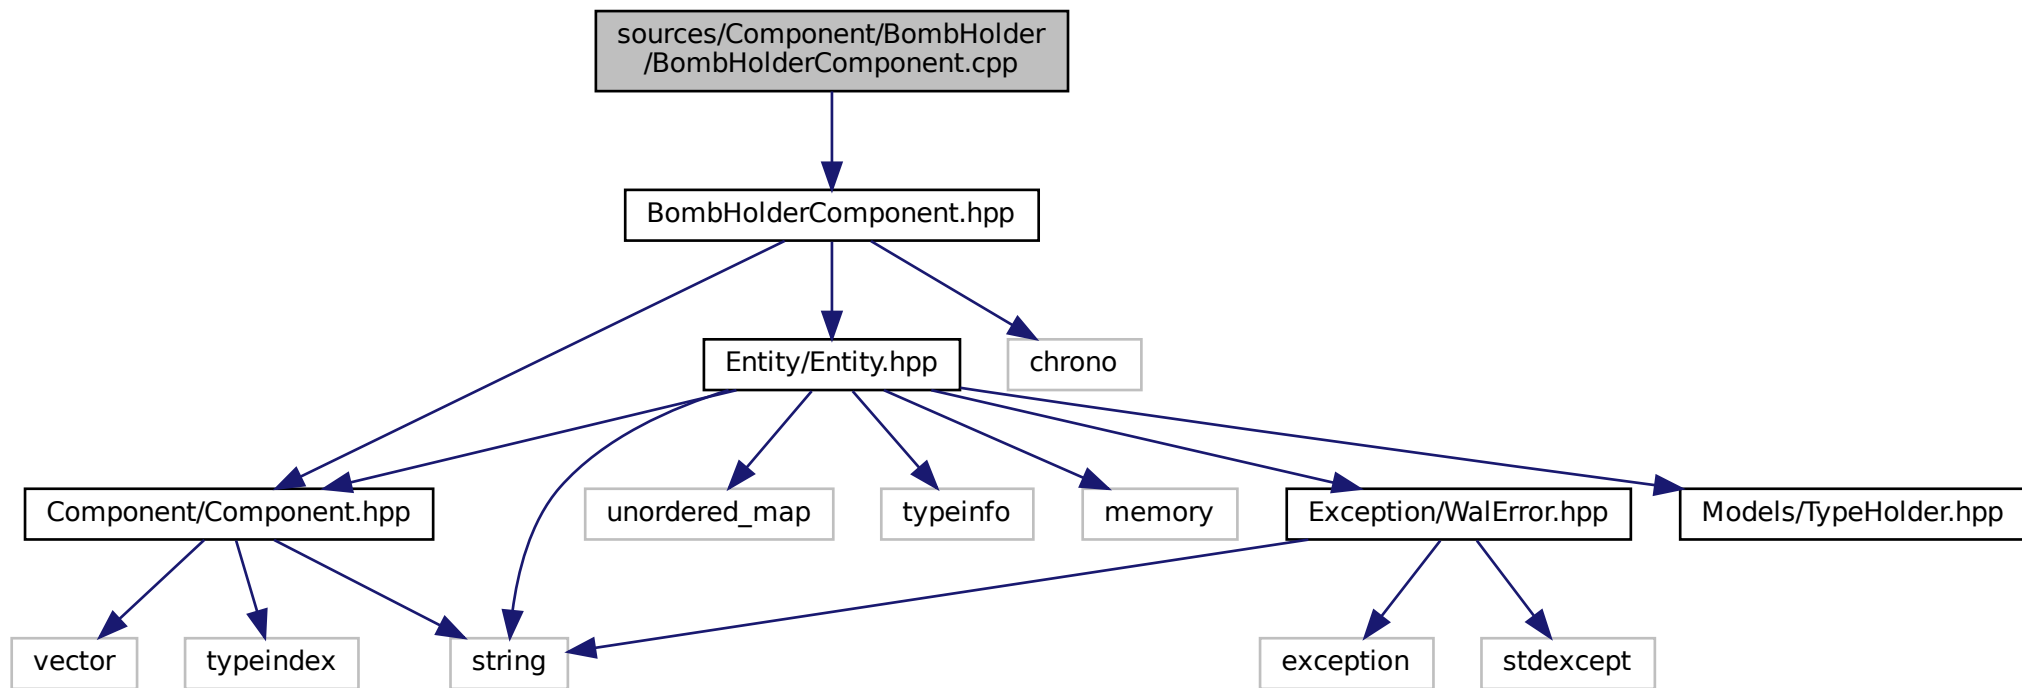 sources/Component/BombHolder
/BombHolderComponent.cpp
BombHolderComponent.hpp
Entity/Entity.hpp
chrono
Component/Component.hpp
unordered_map
typeinfo
memory
Exception/WalError.hpp
Models/TypeHolder.hpp
vector
typeindex
string
exception
stdexcept